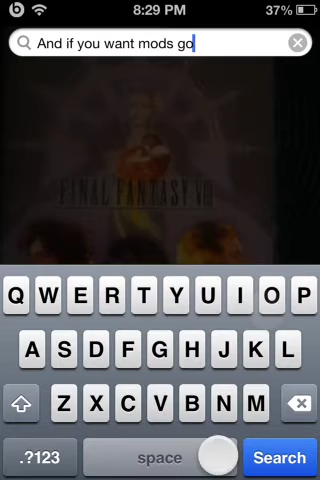 8:29 PM 37%
And if you want mods go
FINAL FANTASY VIII
Q W E R T Y U I O P
A S D F G H J K L
Z X C V B N M
.?123 space Search